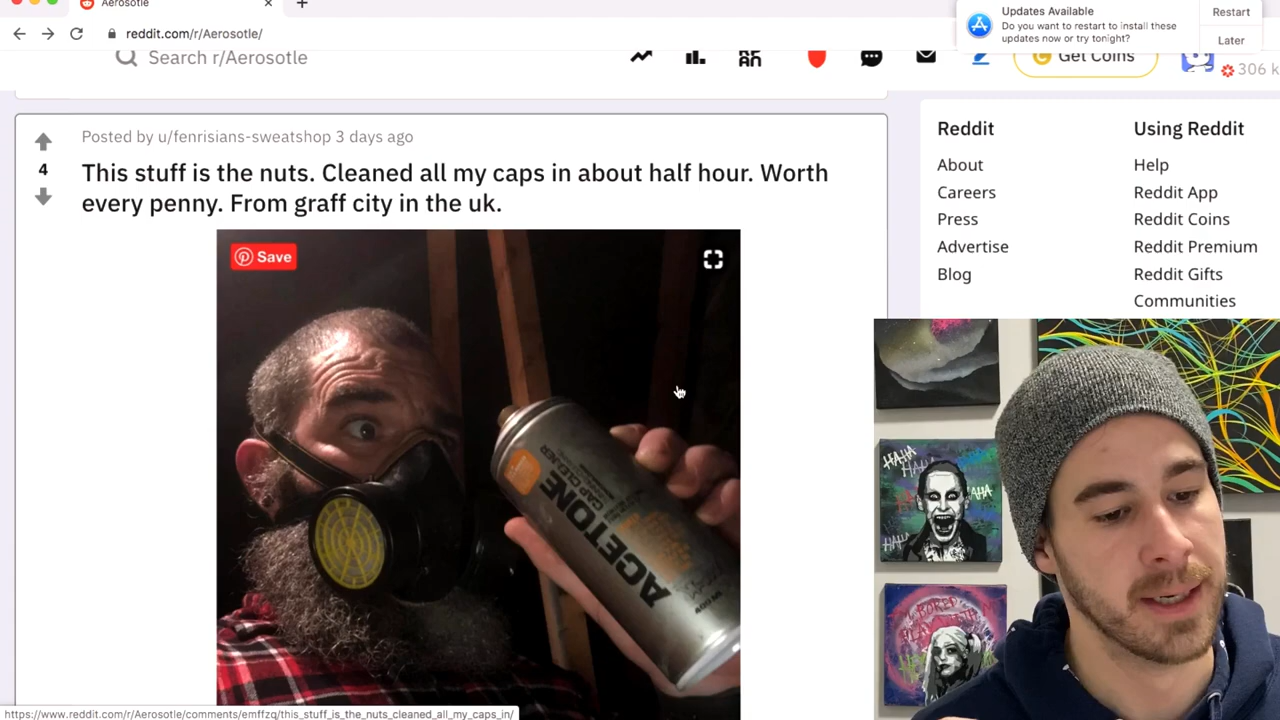 Aerosotle
Updates Available
Do you want to restart to install these
updates now or try tonight?
Restart
Later
reddit.com/r/Aerosotle/
Search r/Aerosotle
Get Coins
306 k
Posted by u/fenrisians-sweatshop 3 days ago
4
This stuff is the nuts. Cleaned all my caps in about half hour. Worth
every penny. From graff city in the uk.
Save
ACETONE
CAP CLEANER
Reddit
About
Careers
Press
Advertise
Blog
Using Reddit
Help
Reddit App
Reddit Coins
Reddit Premium
Reddit Gifts
Communities
HAHA
HAHA
HAHA
https://www.reddit.com/r/Aerosotle/comments/emffzq/this_stuff_is_the_nuts_cleaned_all_my_caps_in/